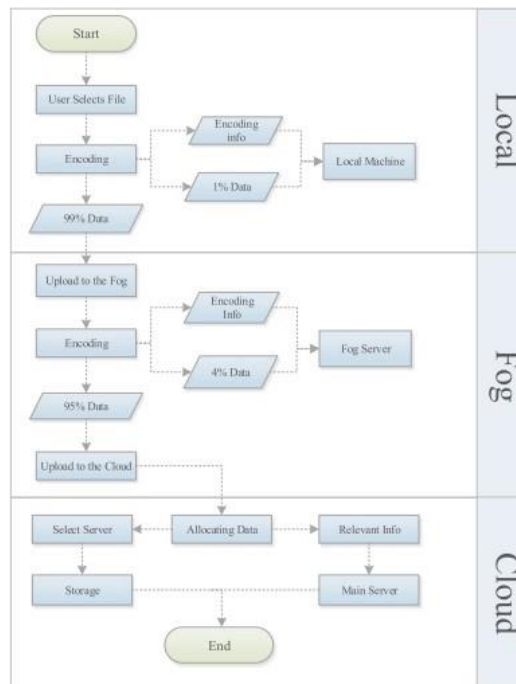 Start
User Selects File
Encoding
Encoding
info
1% Data
Local Machine
99% Data
Local
Upload to the Fog
Encoding
Encoding
Info
4% Data
Fog Server
95% Data
Upload to the Cloud
Fog
Select Server
Allocating Data
Relevant Info
Storage
Main Server
End
Cloud